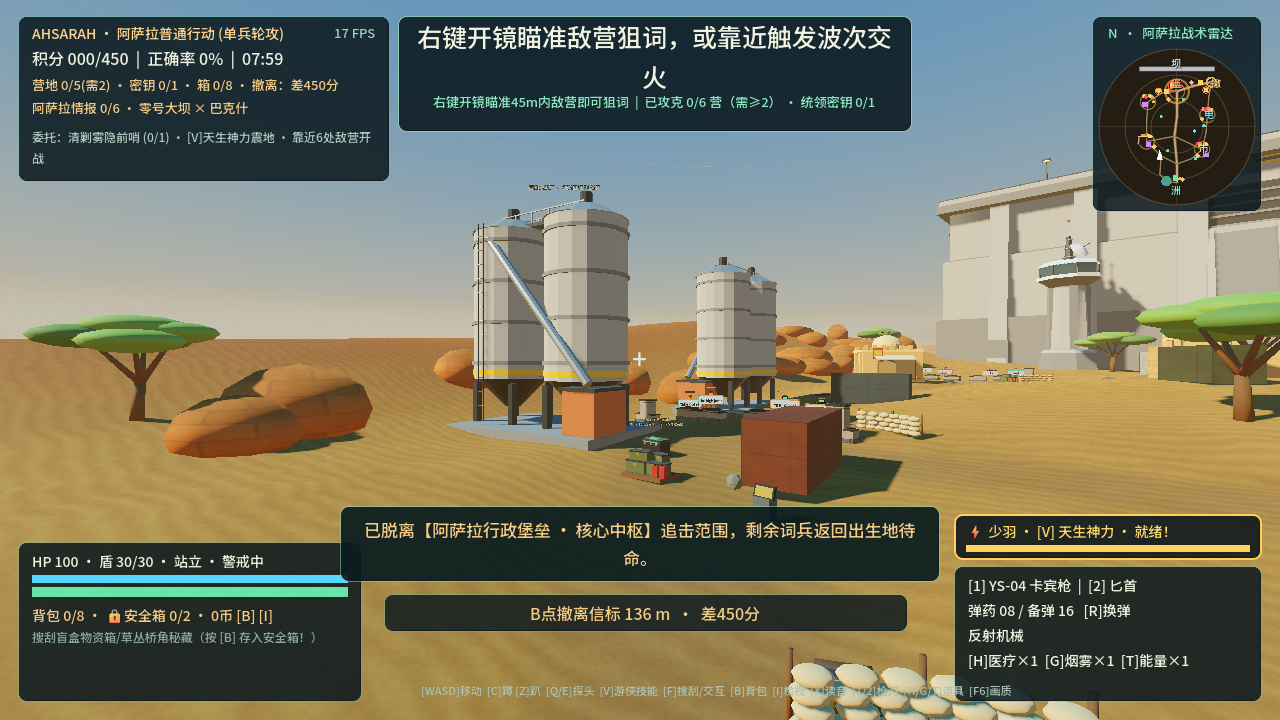 AHSARAH · 阿萨拉普通行动 (单兵轮攻)
17 FPS
积分 000/450 | 正确率 0% | 07:59
营地 0/5(需2) · 密钥 0/1 · 箱 0/8 · 撤离：差450分
阿萨拉情报 0/6 · 零号大坝 × 巴克什
委托：清剿雾隐前哨 (0/1) · [V]天生神力震地 · 靠近6处敌营开
战
右键开镜瞄准敌营狙词，或靠近触发波次交
火
右键开镜瞄准45m内敌营即可狙词 | 已攻克 0/6 营（需≥2） · 统领密钥 0/1
N · 阿萨拉战术雷达
坝
电
市
洲
已脱离【阿萨拉行政堡垒 · 核心中枢】追击范围，剩余词兵返回出生地待
命。
B点撤离信标 136 m · 差450分
HP 100 · 盾 30/30 · 站立 · 警戒中
背包 0/8 · 安全箱 0/2 · 0币 [B] [I]
搜刮盲盒物资箱/草丛桥角秘藏（按 [B] 存入安全箱！）
少羽 · [V] 天生神力 · 就绪!
[1] YS-04 卡宾枪 | [2] 匕首
弹药 08 / 备弹 16 [R]换弹
反射机械
[H]医疗×1 [G]烟雾×1 [T]能量×1
[WASD]移动 [C]蹲 [Z]趴 [Q/E]探头 [V]游侠技能 [F]搜刮/交互 [B]背包 [F6]画质